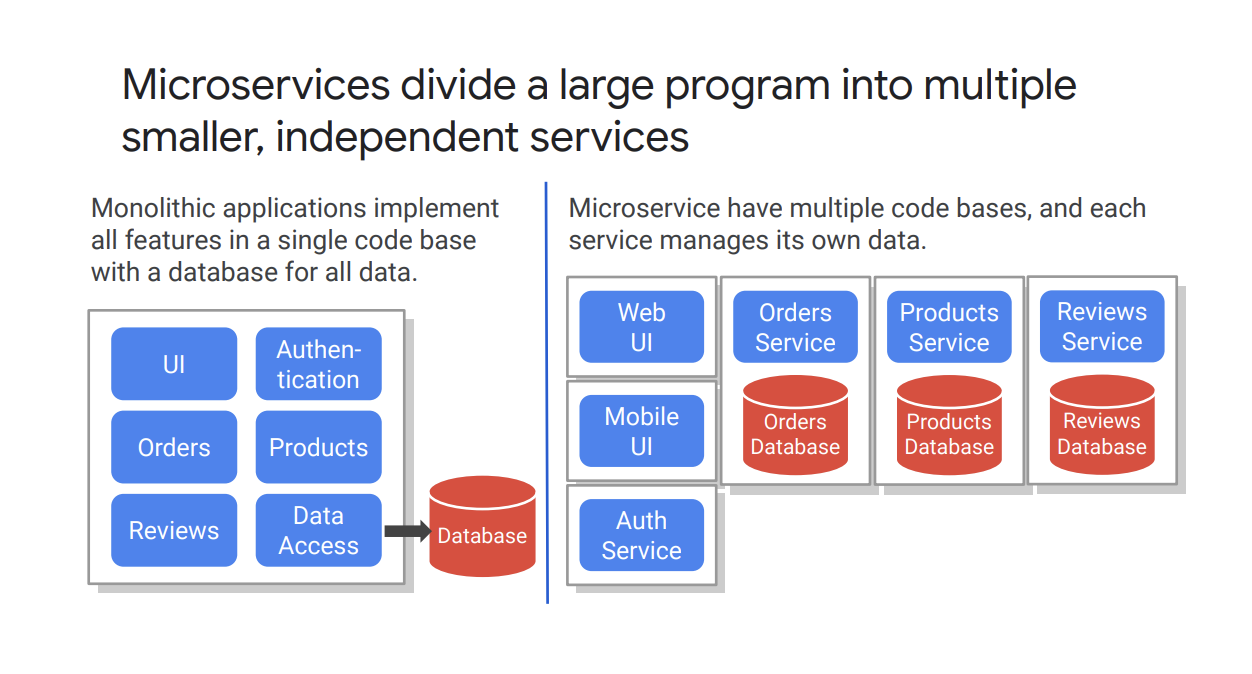 Microservices divide a large program into multiple
smaller, independent services
Monolithic applications implement
all features in a single code base
with a database for all data.
UI
Authen-
tication
Orders
Products
Reviews
Data
Access
Database
Microservice have multiple code bases, and each
service manages its own data.
Web
UI
Mobile
UI
Auth
Service
Orders
Service
Orders
Database
Products
Service
Products
Database
Reviews
Service
Reviews
Database